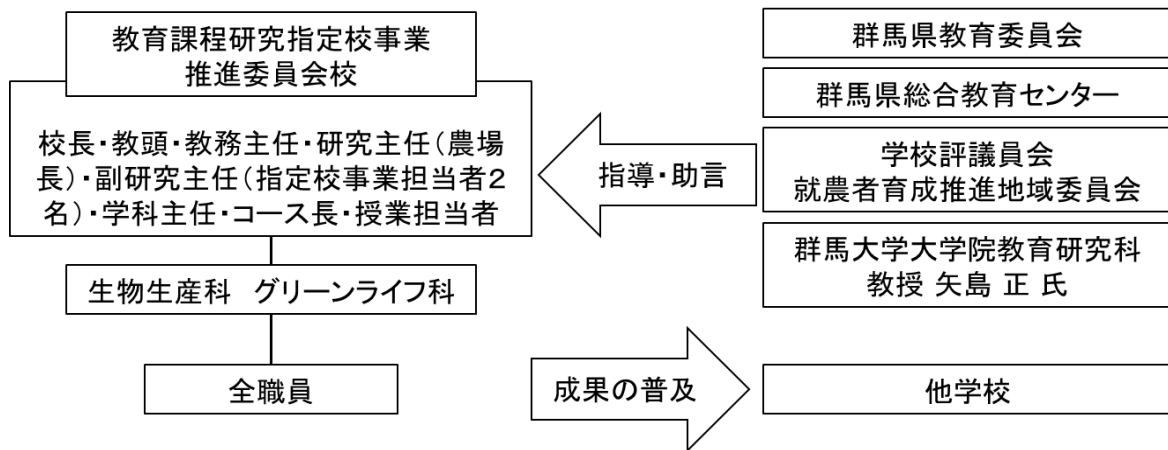 教育課程研究指定校事業
推進委員会校
校長・教頭・教務主任・研究主任(農場
長)・副研究主任(指定校事業担当者2
名)・学科主任・コース長・授業担当者
生物生産科　グリーンライフ科
全職員
指導・助言
成果の普及
群馬県教育委員会
群馬県総合教育センター
学校評議員会
就農者育成推進地域委員会
群馬大学大学院教育研究科
教授 矢島 正 氏
他学校